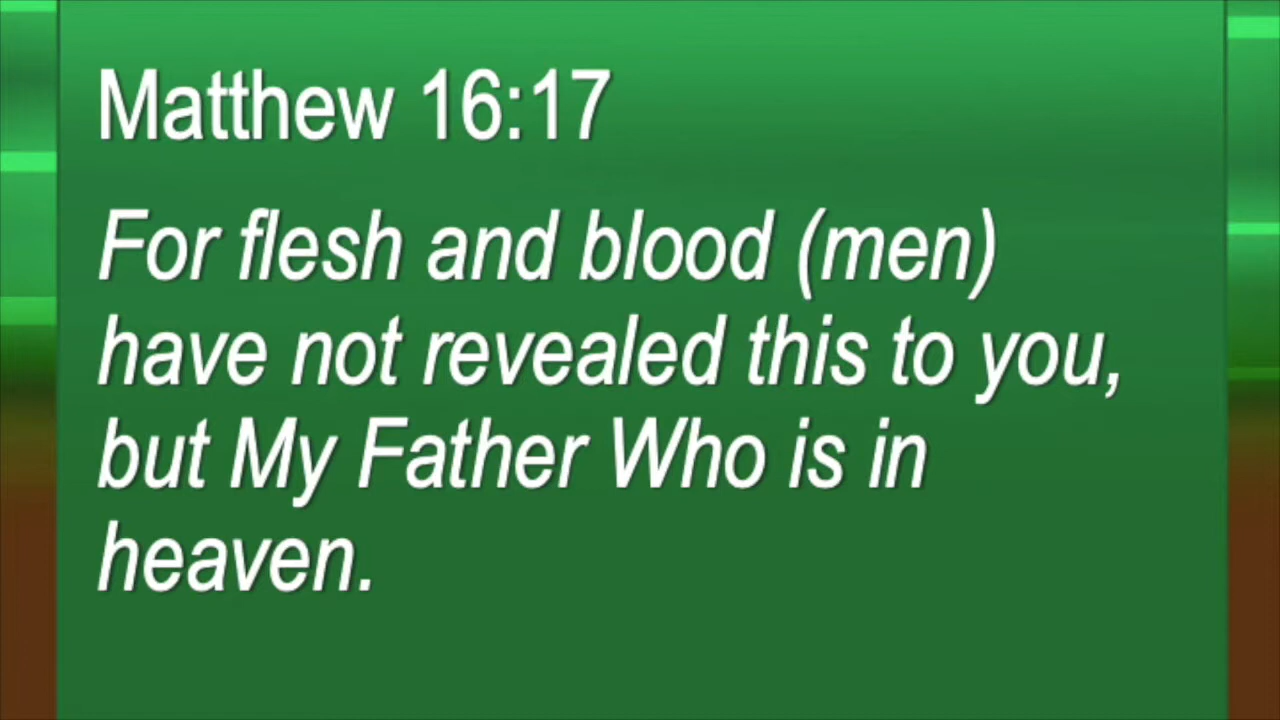 Matthew 16:17
For flesh and blood (men)
have not revealed this to you,
but My Father Who is in
heaven.